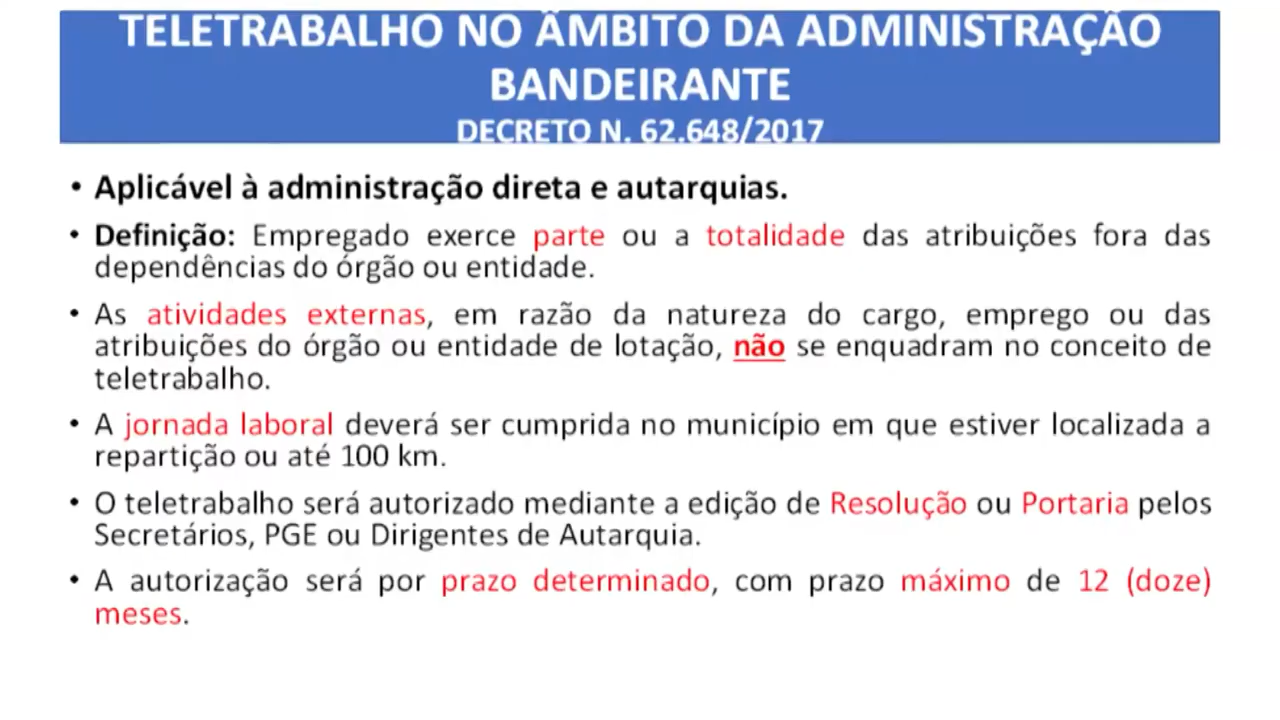 TELETRABALHO NO ÂMBITO DA ADMINISTRAÇÃO
BANDEIRANTE
DECRETO N. 62.648/2017
• Aplicável à administração direta e autarquias.
• Definição: Empregado exerce parte ou a totalidade das atribuições fora das
dependências do órgão ou entidade.
• As atividades externas, em razão da natureza do cargo, emprego ou das
atribuições do órgão ou entidade de lotação, não se enquadram no conceito de
teletrabalho.
• A jornada laboral deverá ser cumprida no município em que estiver localizada a
repartição ou até 100 km.
• O teletrabalho será autorizado mediante a edição de Resolução ou Portaria pelos
Secretários, PGE ou Dirigentes de Autarquia.
• A autorização será por prazo determinado, com prazo máximo de 12 (doze)
meses.